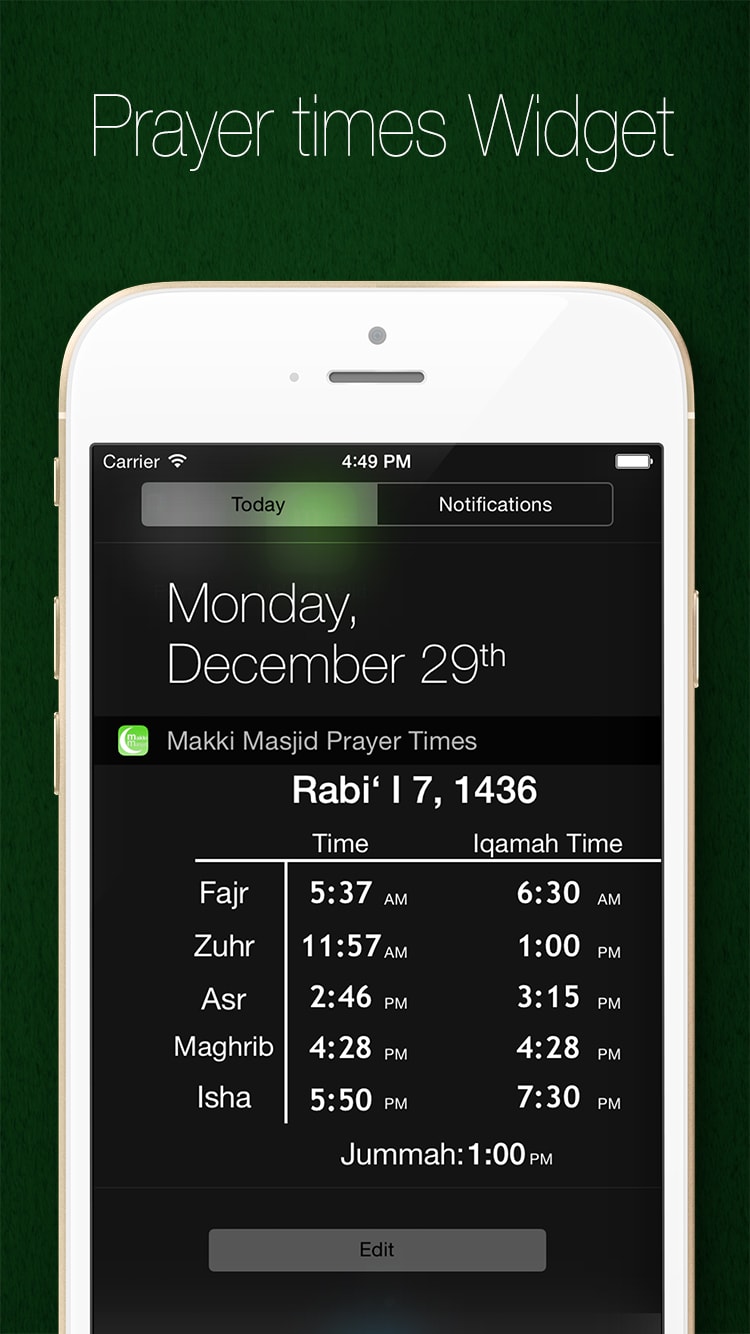 Prayer times Widget
Carrier 4:49 PM
Today Notifications
Monday,
December 29th
Makki Masjid Prayer Times
Rabi‘ I 7, 1436
Time Iqamah Time
Fajr 5:37 AM 6:30 AM
Zuhr 11:57 AM 1:00 PM
Asr 2:46 PM 3:15 PM
Maghrib 4:28 PM 4:28 PM
Isha 5:50 PM 7:30 PM
Jummah: 1:00 PM
Edit